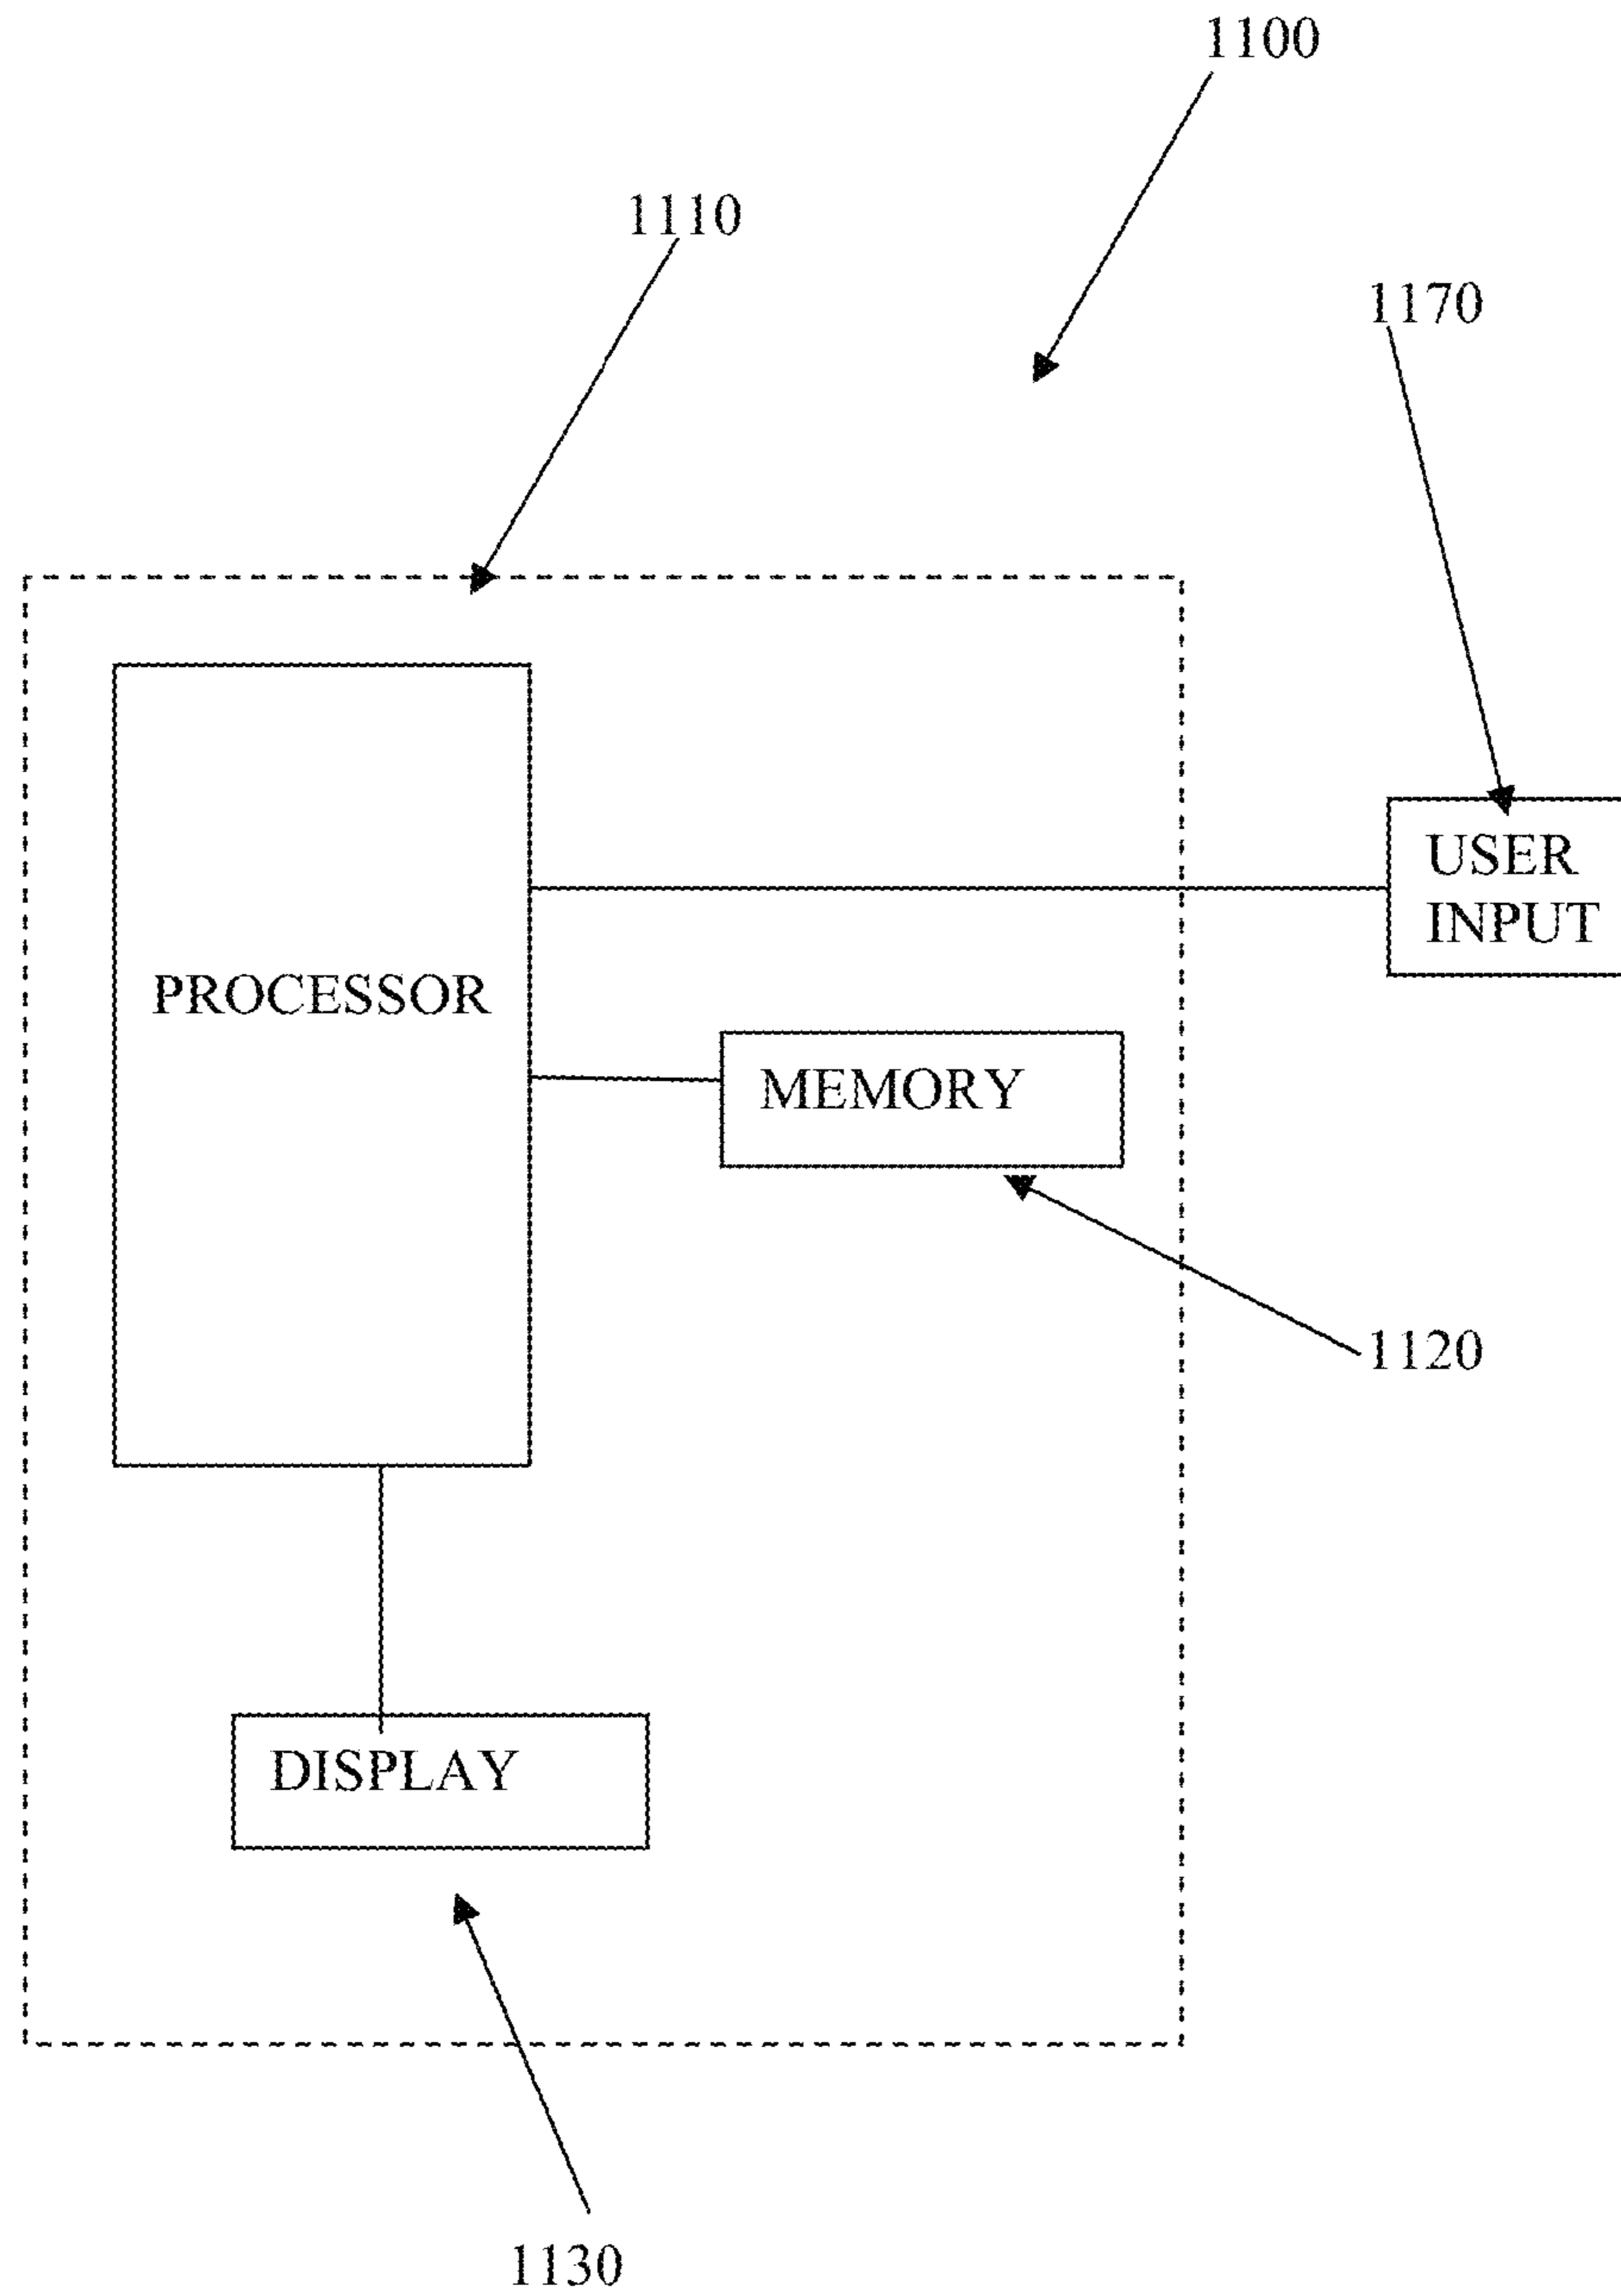 1100
1110
1170
USER
INPUT
PROCESSOR
MEMORY
1120
DISPLAY
1130